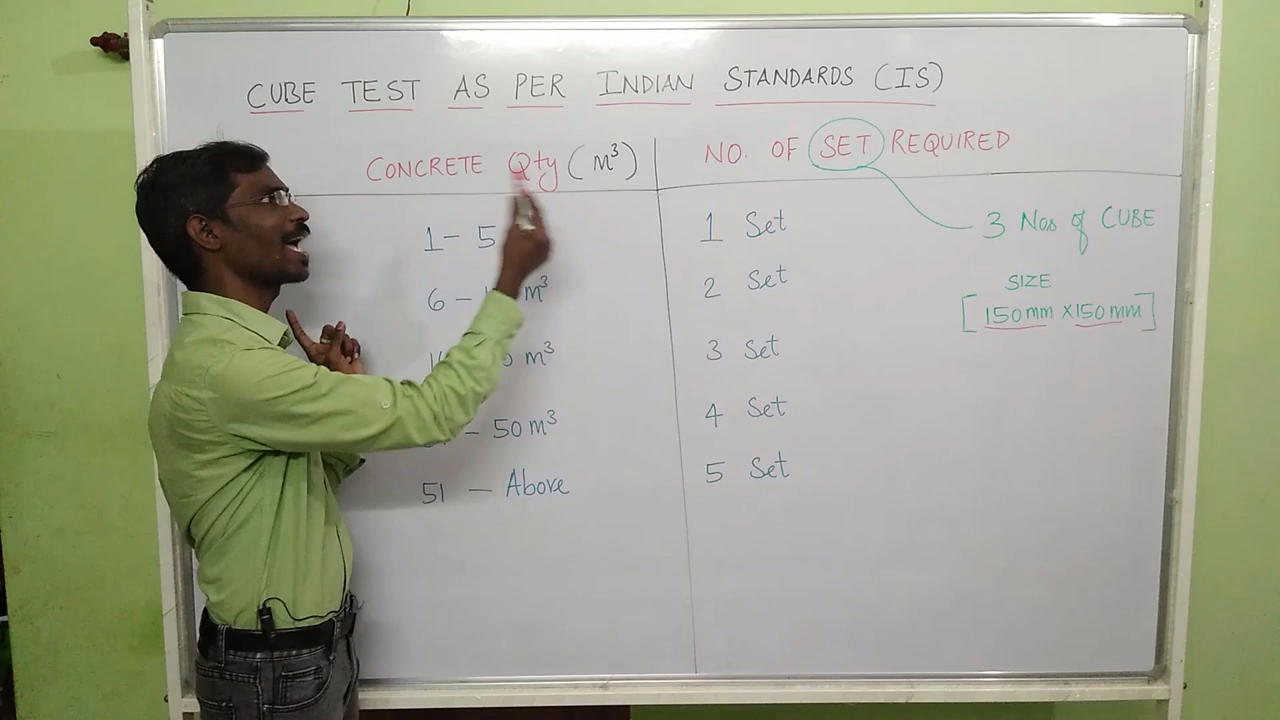 CUBE TEST AS PER INDIAN STANDARDS (IS)
CONCRETE Qty (M³) NO. OF SET REQUIRED
1 – 5 1 Set 3 Nos of CUBE
6 – m³ 2 Set
SIZE
[150mm X 150mm]
m³ 3 Set
– 50 m³ 4 Set
51 – Above 5 Set